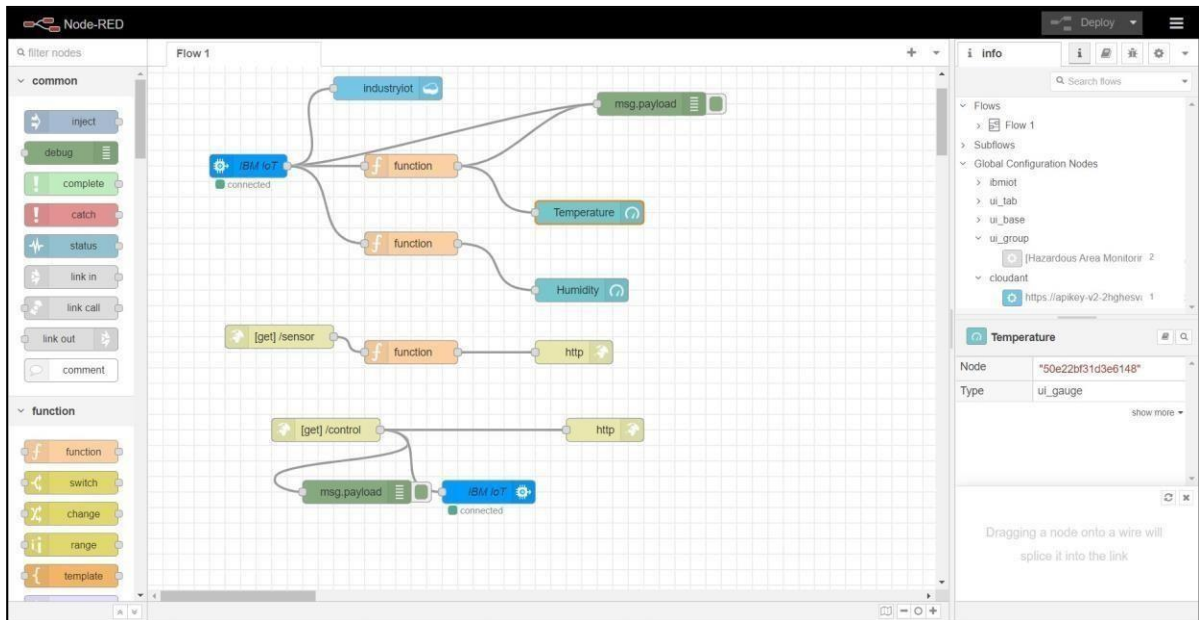 Node-RED
Deploy
filter nodes
common
inject
debug
complete
catch
status
link in
link call
link out
comment
function
function
switch
change
range
template
Flow 1
industryiot
msg.payload
IBM IoT
connected
function
Temperature
function
Humidity
[get] /sensor
function
http
[get] /control
http
msg.payload
IBM IoT
connected
i info
i
Search flows
Flows
Flow 1
Subflows
Global Configuration Nodes
ibmiot
ui_tab
ui_base
ui_group
[Hazardous Area Monitorir 2
cloudant
https://apikey-v2-2hghesv 1
Temperature
Node "50e22bf31d3e6148"
Type ui_gauge
show more
Dragging a node onto a wire will
splice it into the link